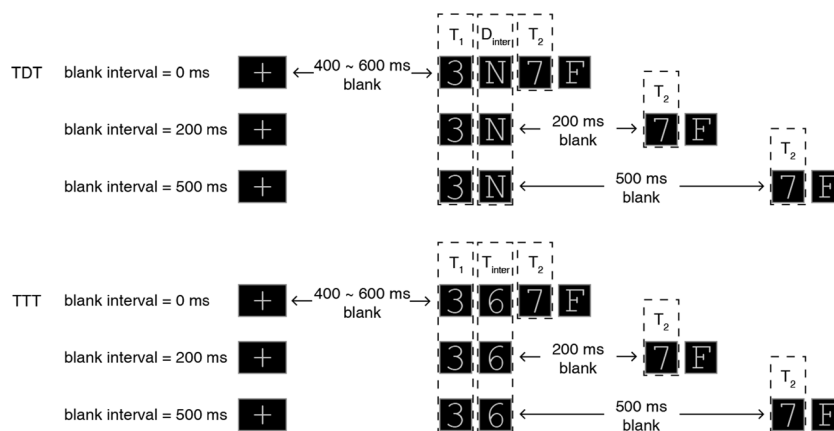 T1 Dinter T2
TDT blank interval = 0 ms + 400 ~ 600 ms blank 3 N 7 F
T2
blank interval = 200 ms + 3 N 200 ms blank 7 F
T2
blank interval = 500 ms + 3 N 500 ms blank 7 F
T1 Tinter T2
TTT blank interval = 0 ms + 400 ~ 600 ms blank 3 6 7 F
T2
blank interval = 200 ms + 3 6 200 ms blank 7 F
T2
blank interval = 500 ms + 3 6 500 ms blank 7 F